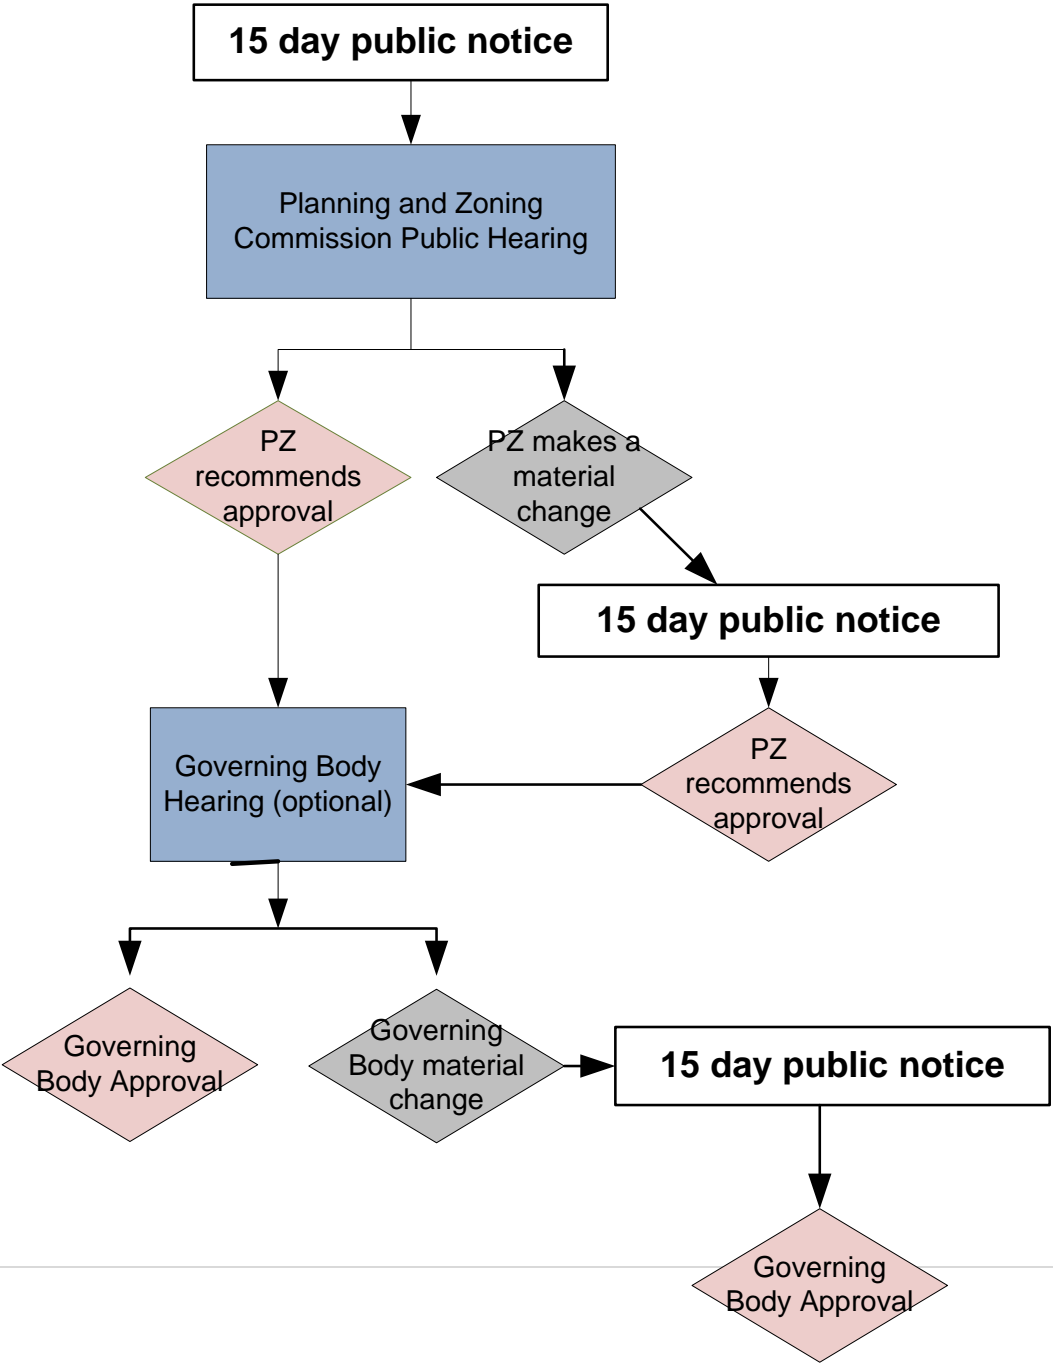 15 day public notice
Planning and Zoning
Commission Public Hearing
PZ
recommends
approval
PZ makes a
material
change
15 day public notice
PZ
recommends
approval
Governing Body
Hearing (optional)
Governing
Body Approval
Governing
Body material
change
15 day public notice
Governing
Body Approval